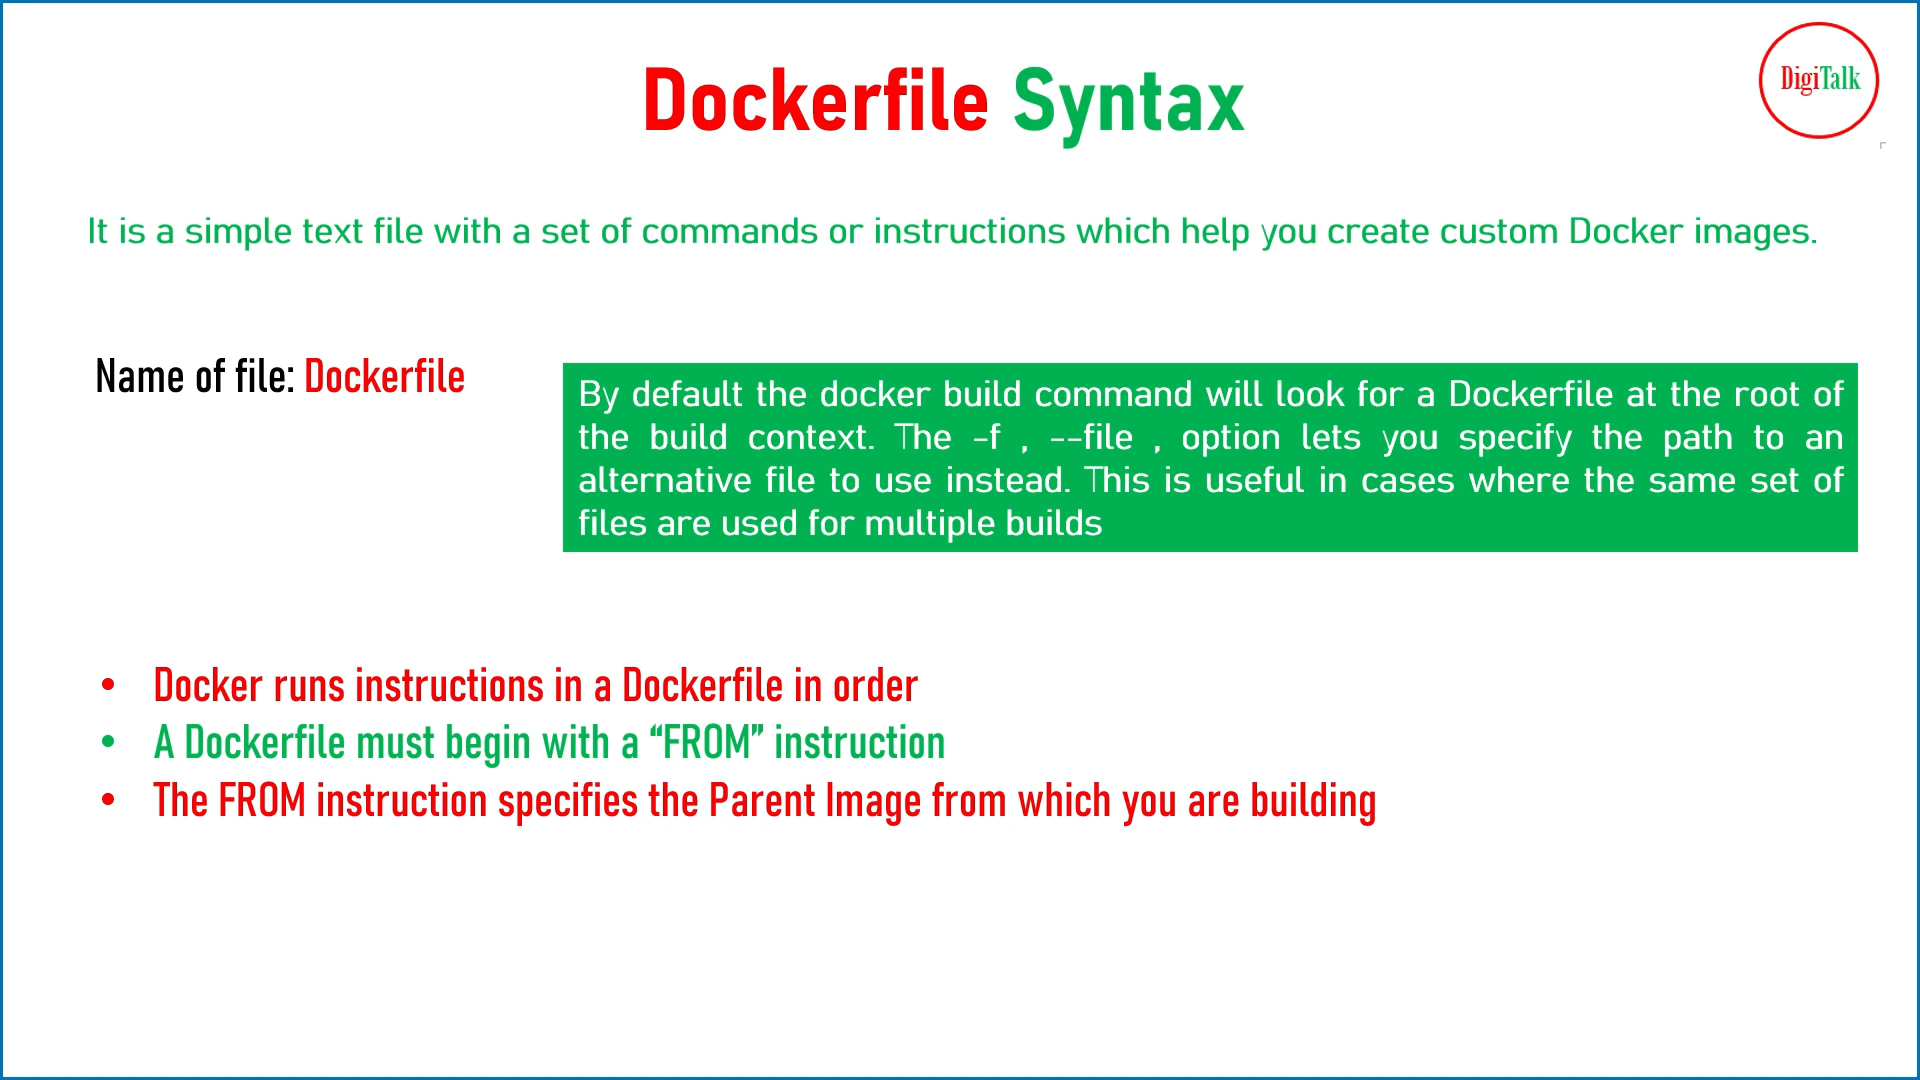 DigiTalk
Dockerfile Syntax
It is a simple text file with a set of commands or instructions which help you create custom Docker images.
Name of file: Dockerfile
By default the docker build command will look for a Dockerfile at the root of
the build context. The -f , --file , option lets you specify the path to an
alternative file to use instead. This is useful in cases where the same set of
files are used for multiple builds
• Docker runs instructions in a Dockerfile in order
• A Dockerfile must begin with a “FROM” instruction
• The FROM instruction specifies the Parent Image from which you are building